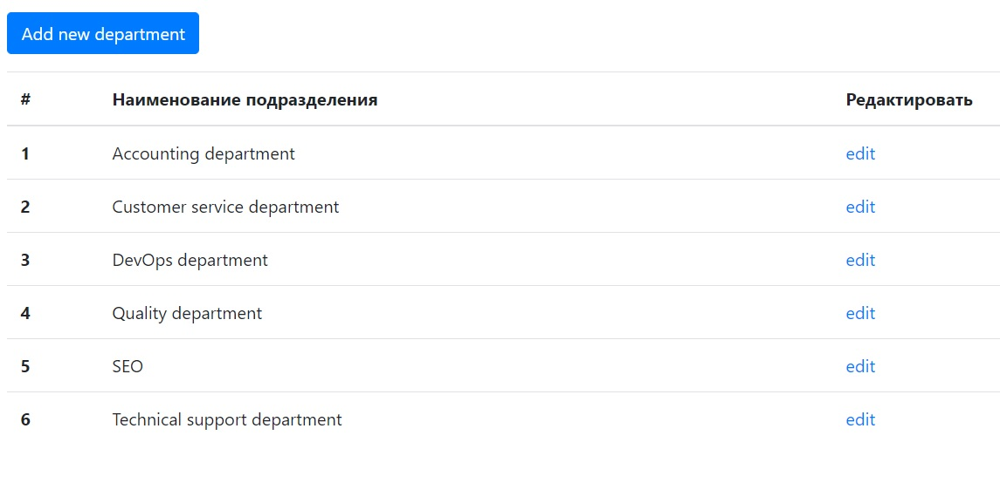 Add new department
# Наименование подразделения Редактировать
1 Accounting department edit
2 Customer service department edit
3 DevOps department edit
4 Quality department edit
5 SEO edit
6 Technical support department edit